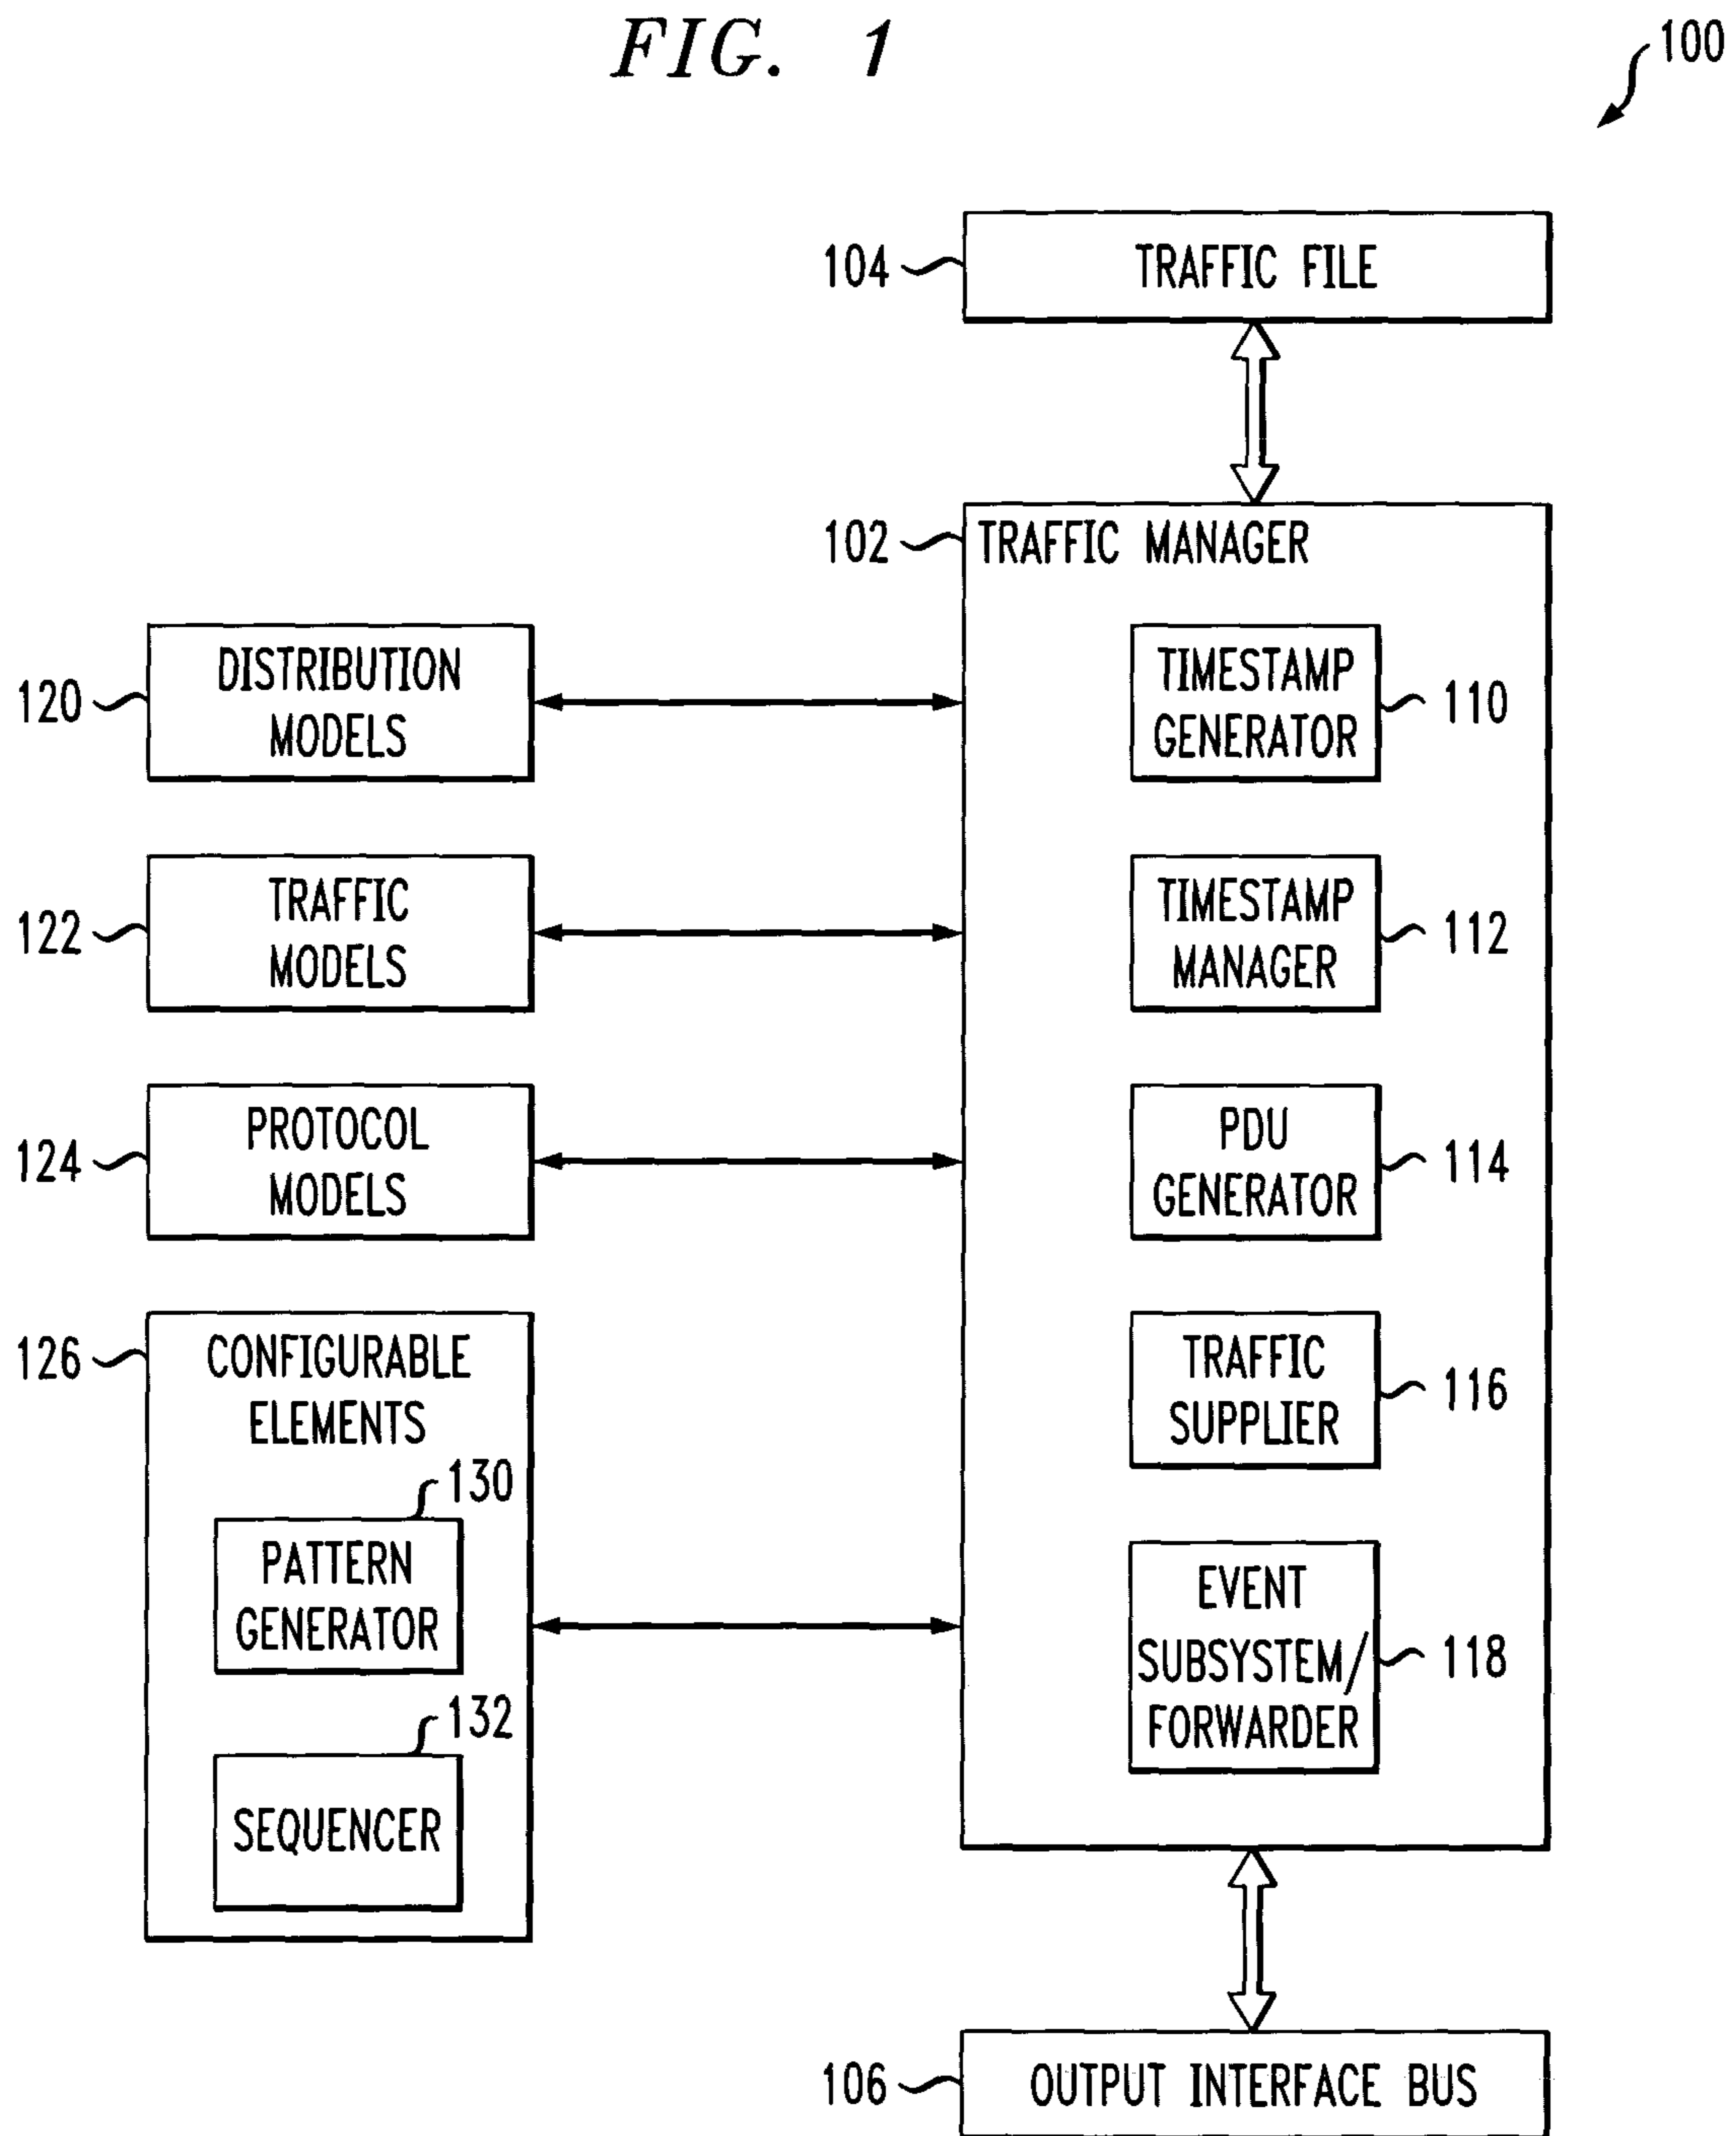 FIG. 1
100
104
TRAFFIC FILE
102
TRAFFIC MANAGER
120
DISTRIBUTION
MODELS
TIMESTAMP
GENERATOR
110
122
TRAFFIC
MODELS
TIMESTAMP
MANAGER
112
124
PROTOCOL
MODELS
PDU
GENERATOR
114
126
CONFIGURABLE
ELEMENTS
TRAFFIC
SUPPLIER
116
130
PATTERN
GENERATOR
EVENT
SUBSYSTEM/
FORWARDER
118
132
SEQUENCER
106
OUTPUT INTERFACE BUS